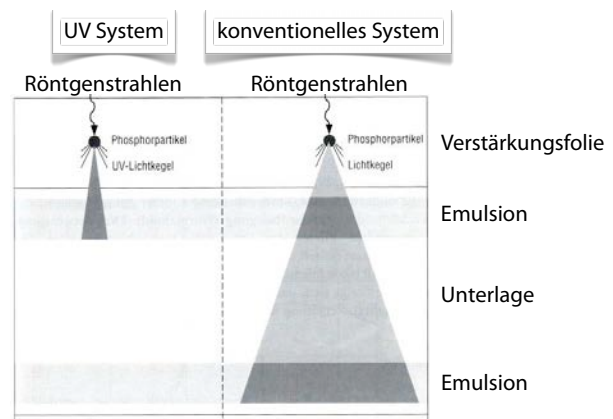 UV System
konventionelles System
Röntgenstrahlen
Röntgenstrahlen
Phosphorpartikel
UV-Lichtkegel
Phosphorpartikel
Lichtkegel
Verstärkungsfolie
Emulsion
Unterlage
Emulsion